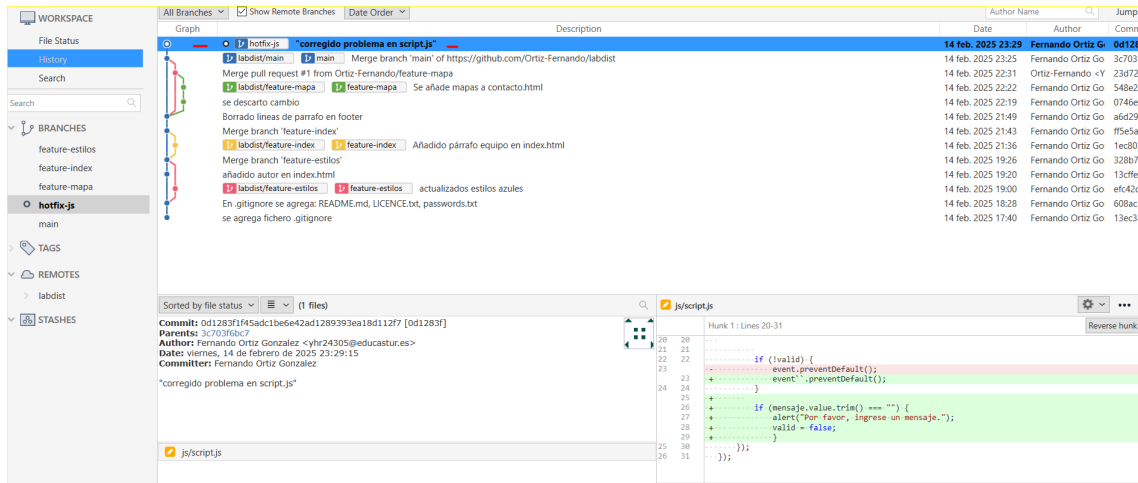 WORKSPACE
File Status
History
Search
Search
BRANCHES
feature-estilos
feature-index
feature-mapa
hotfix-js
main
TAGS
REMOTES
labdist
STASHES
All Branches Show Remote Branches Date Order Author Name Jump
Graph Description Date Author Comm
hotfix-js "corregido problema en script.js" 14 feb. 2025 23:29 Fernando Ortiz G 0d128
labdist/main main Merge branch 'main' of https://github.com/Ortiz-Fernando/labdist 14 feb. 2025 23:25 Fernando Ortiz Go 3c703
Merge pull request #1 from Ortiz-Fernando/feature-mapa 14 feb. 2025 22:31 Ortiz-Fernando <Y 23d72
labdist/feature-mapa feature-mapa Se añade mapas a contacto.html 14 feb. 2025 22:22 Fernando Ortiz Go 548e2
se descarto cambio 14 feb. 2025 22:19 Fernando Ortiz Go 0746e
Borrado lineas de parrafo en footer 14 feb. 2025 21:49 Fernando Ortiz Go a6d29
Merge branch 'feature-index' 14 feb. 2025 21:43 Fernando Ortiz Go ff5e5a
labdist/feature-index feature-index Añadido párrafo equipo en index.html 14 feb. 2025 21:36 Fernando Ortiz Go 1ec80
Merge branch 'feature-estilos' 14 feb. 2025 19:26 Fernando Ortiz Go 328b7
añadido autor en index.html 14 feb. 2025 19:20 Fernando Ortiz Go 13cffe
labdist/feature-estilos feature-estilos actualizados estilos azules 14 feb. 2025 19:00 Fernando Ortiz Go efc42c
En .gitignore se agrega: README.md, LICENCE.txt, passwords.txt 14 feb. 2025 18:28 Fernando Ortiz Go 608ac
se agrega fichero .gitignore 14 feb. 2025 17:40 Fernando Ortiz Go 13ec3
Sorted by file status (1 files)
Commit: 0d1283f1f45adc1be6e42ad1289393ea18d112f7 [0d1283f]
Parents: 3c703f6bc7
Author: Fernando Ortiz Gonzalez <yhr24305@educastur.es>
Date: viernes, 14 de febrero de 2025 23:29:15
Committer: Fernando Ortiz Gonzalez
"corregido problema en script.js"
js/script.js
js/script.js
Hunk 1 : Lines 20-31 Reverse hunk
20 20
21 21
22 22 if (!valid) {
23 - event.preventDefault();
23 + event``.preventDefault();
24 24 }
25 +
26 + if (mensaje.value.trim() === "") {
27 + alert("Por favor, ingrese un mensaje.");
28 + valid = false;
29 + }
25 30 });
26 31 });